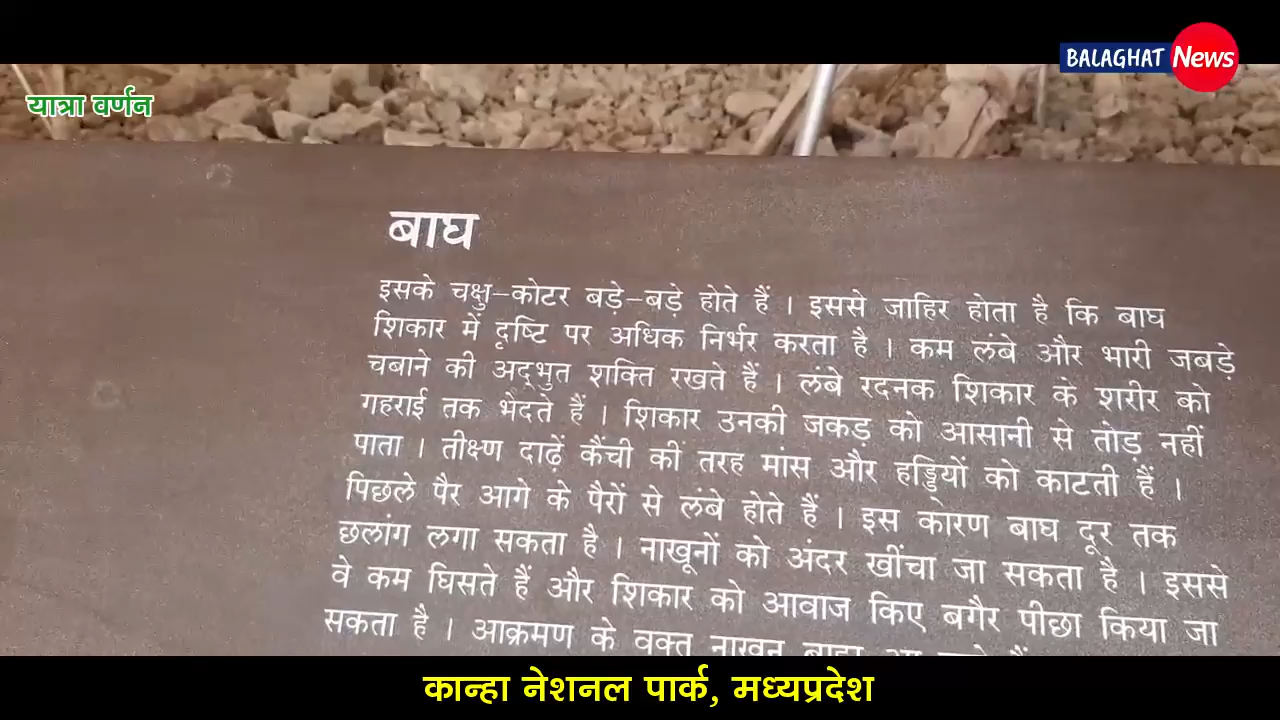 BALAGHAT News
यात्रा वर्णन
बाघ
इसके चक्षु–कोटर बड़े–बड़े होते हैं । इससे जाहिर होता है कि बाघ
शिकार में दृष्टि पर अधिक निर्भर करता है । कम लंबे और भारी जबड़े
चबाने की अद्भुत शक्ति रखते हैं । लंबे रदनक शिकार के शरीर को
गहराई तक भेदते हैं । शिकार उनकी जकड़ को आसानी से तोड़ नहीं
पाता । तीक्ष्ण दाढ़ें कैंची की तरह मांस और हड्डियों को काटती हैं ।
पिछले पैर आगे के पैरों से लंबे होते हैं । इस कारण बाघ दूर तक
छलांग लगा सकता है । नाखूनों को अंदर खींचा जा सकता है । इससे
वे कम घिसते हैं और शिकार को आवाज किए बगैर पीछा किया जा
सकता है । आक्रमण के वक्त नाखून
कान्हा नेशनल पार्क, मध्यप्रदेश